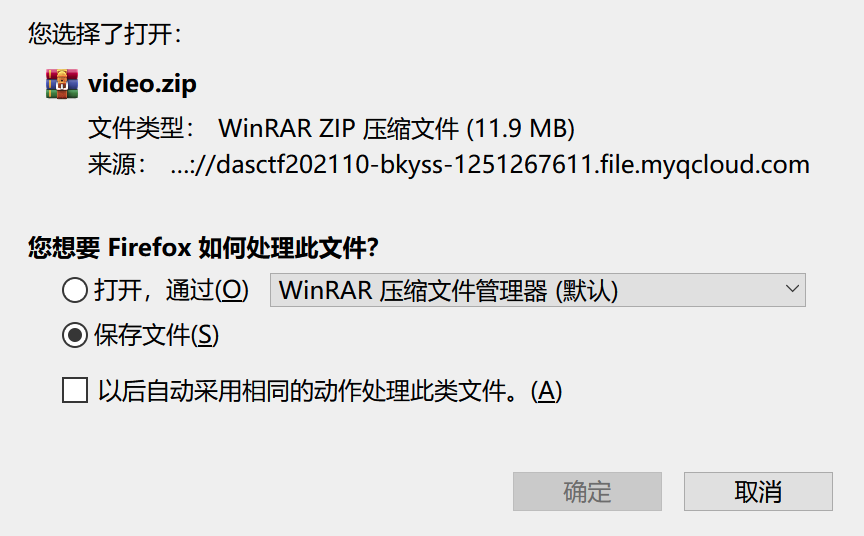 您选择了打开：
video.zip
文件类型： WinRAR ZIP 压缩文件 (11.9 MB)
来源： ...://dasctf202110-bkyss-1251267611.file.myqcloud.com
您想要 Firefox 如何处理此文件？
打开，通过(O) WinRAR 压缩文件管理器 (默认)
保存文件(S)
以后自动采用相同的动作处理此类文件。(A)
确定 取消